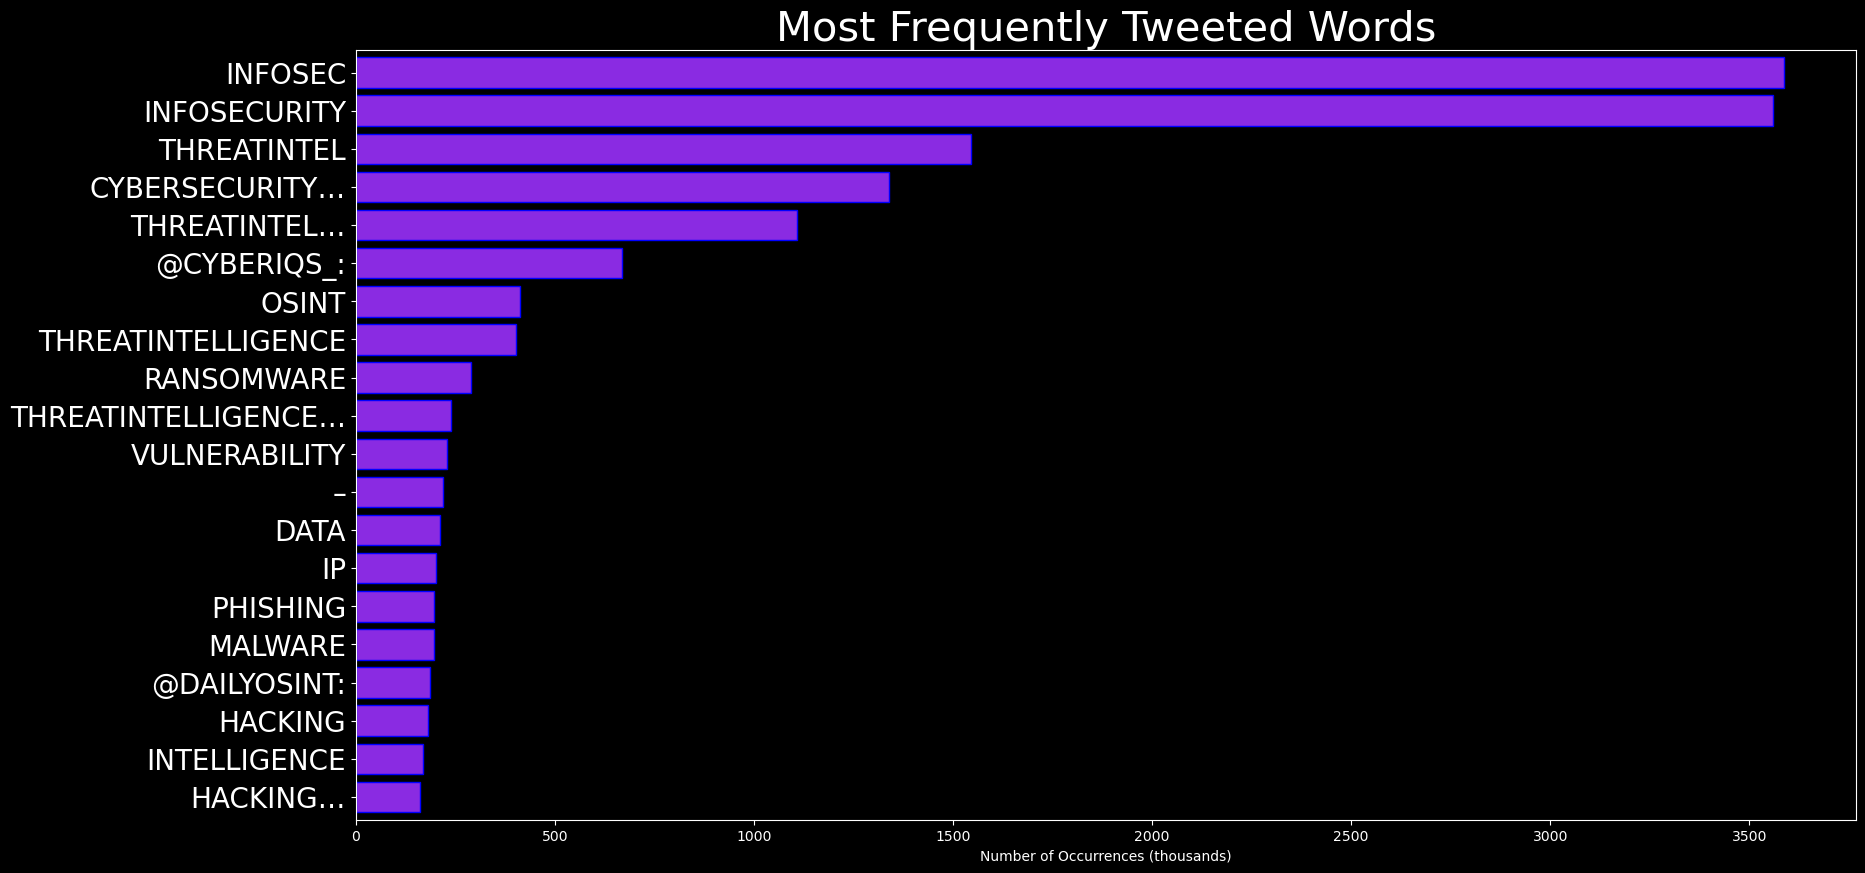 Most Frequently Tweeted Words
INFOSEC
INFOSECURITY
THREATINTEL
CYBERSECURITY…
THREATINTEL…
@CYBERIQS_:
OSINT
THREATINTELLIGENCE
RANSOMWARE
THREATINTELLIGENCE…
VULNERABILITY
–
DATA
IP
PHISHING
MALWARE
@DAILYOSINT:
HACKING
INTELLIGENCE
HACKING…
0 500 1000 1500 2000 2500 3000 3500
Number of Occurrences (thousands)